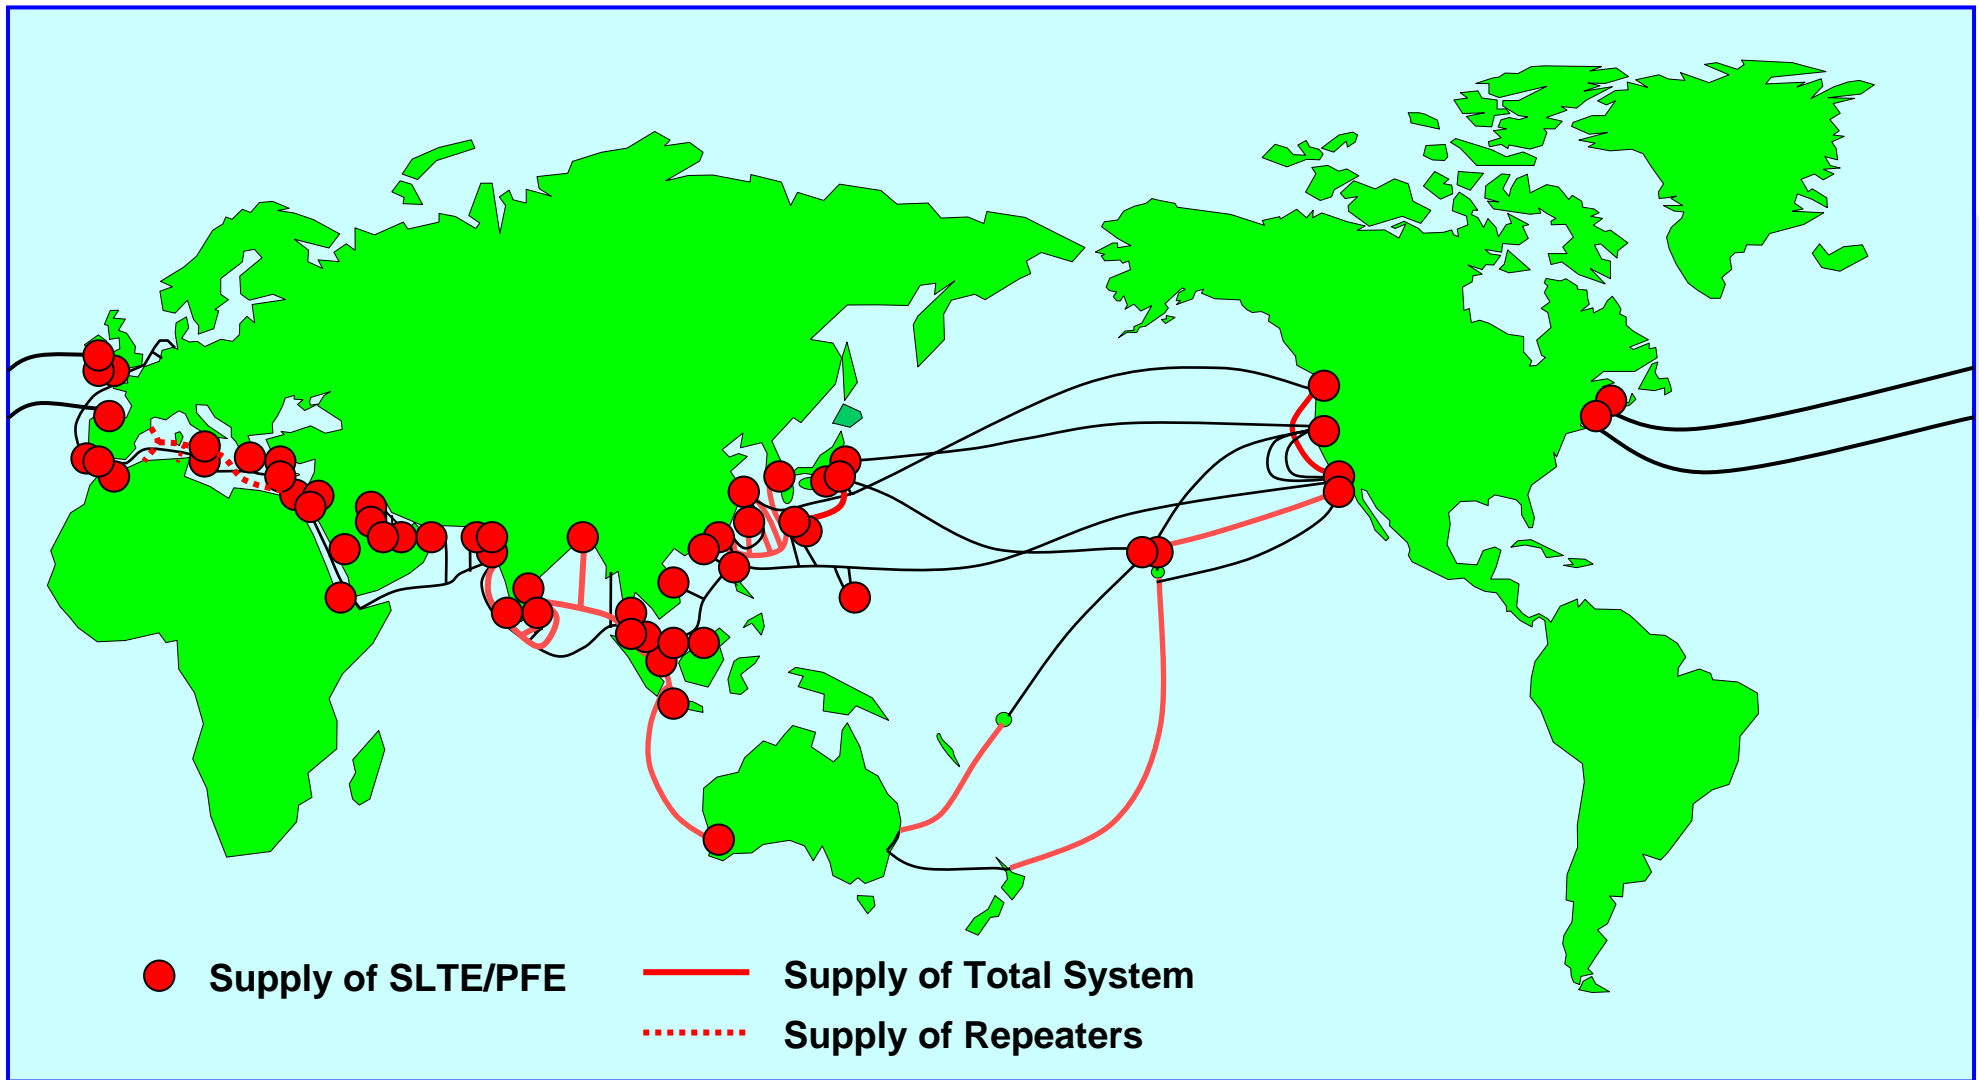 Supply of SLTE/PFE
Supply of Total System
Supply of Repeaters